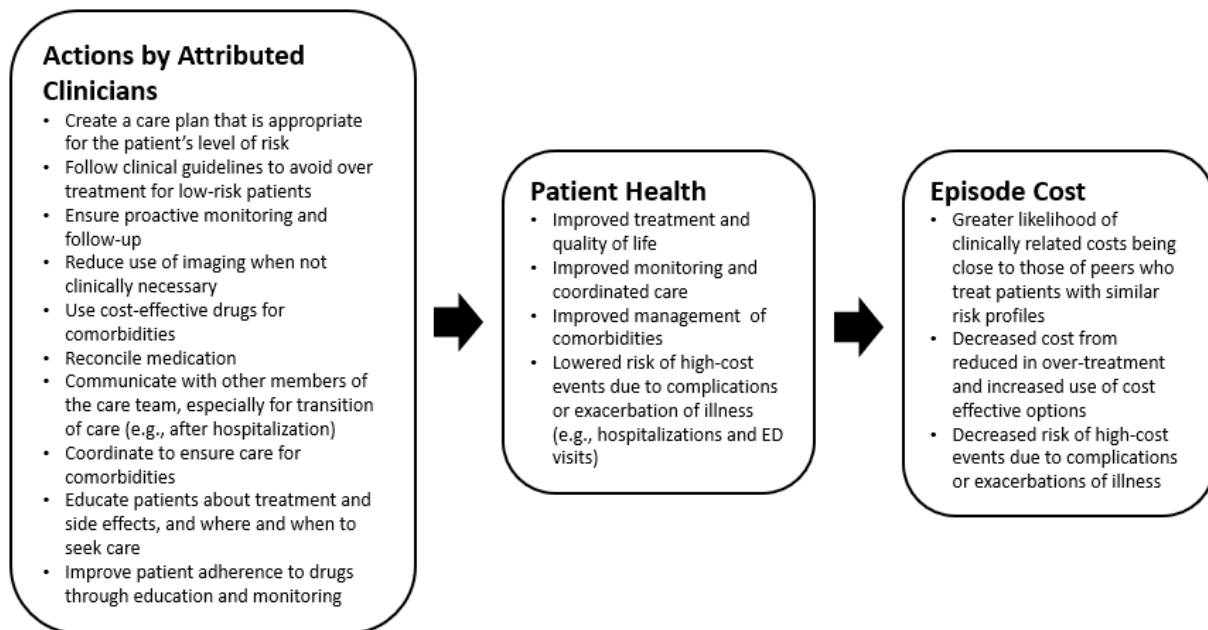 Actions by Attributed
Clinicians
• Create a care plan that is appropriate
for the patient's level of risk
• Follow clinical guidelines to avoid over
treatment for low-risk patients
• Ensure proactive monitoring and
follow-up
• Reduce use of imaging when not
clinically necessary
• Use cost-effective drugs for
comorbidities
• Reconcile medication
• Communicate with other members of
the care team, especially for transition
of care (e.g., after hospitalization)
• Coordinate to ensure care for
comorbidities
• Educate patients about treatment and
side effects, and where and when to
seek care
• Improve patient adherence to drugs
through education and monitoring
Patient Health
• Improved treatment and
quality of life
• Improved monitoring and
coordinated care
• Improved management of
comorbidities
• Lowered risk of high-cost
events due to complications
or exacerbation of illness
(e.g., hospitalizations and ED
visits)
Episode Cost
• Greater likelihood of
clinically related costs being
close to those of peers who
treat patients with similar
risk profiles
• Decreased cost from
reduced in over-treatment
and increased use of cost
effective options
• Decreased risk of high-cost
events due to complications
or exacerbations of illness